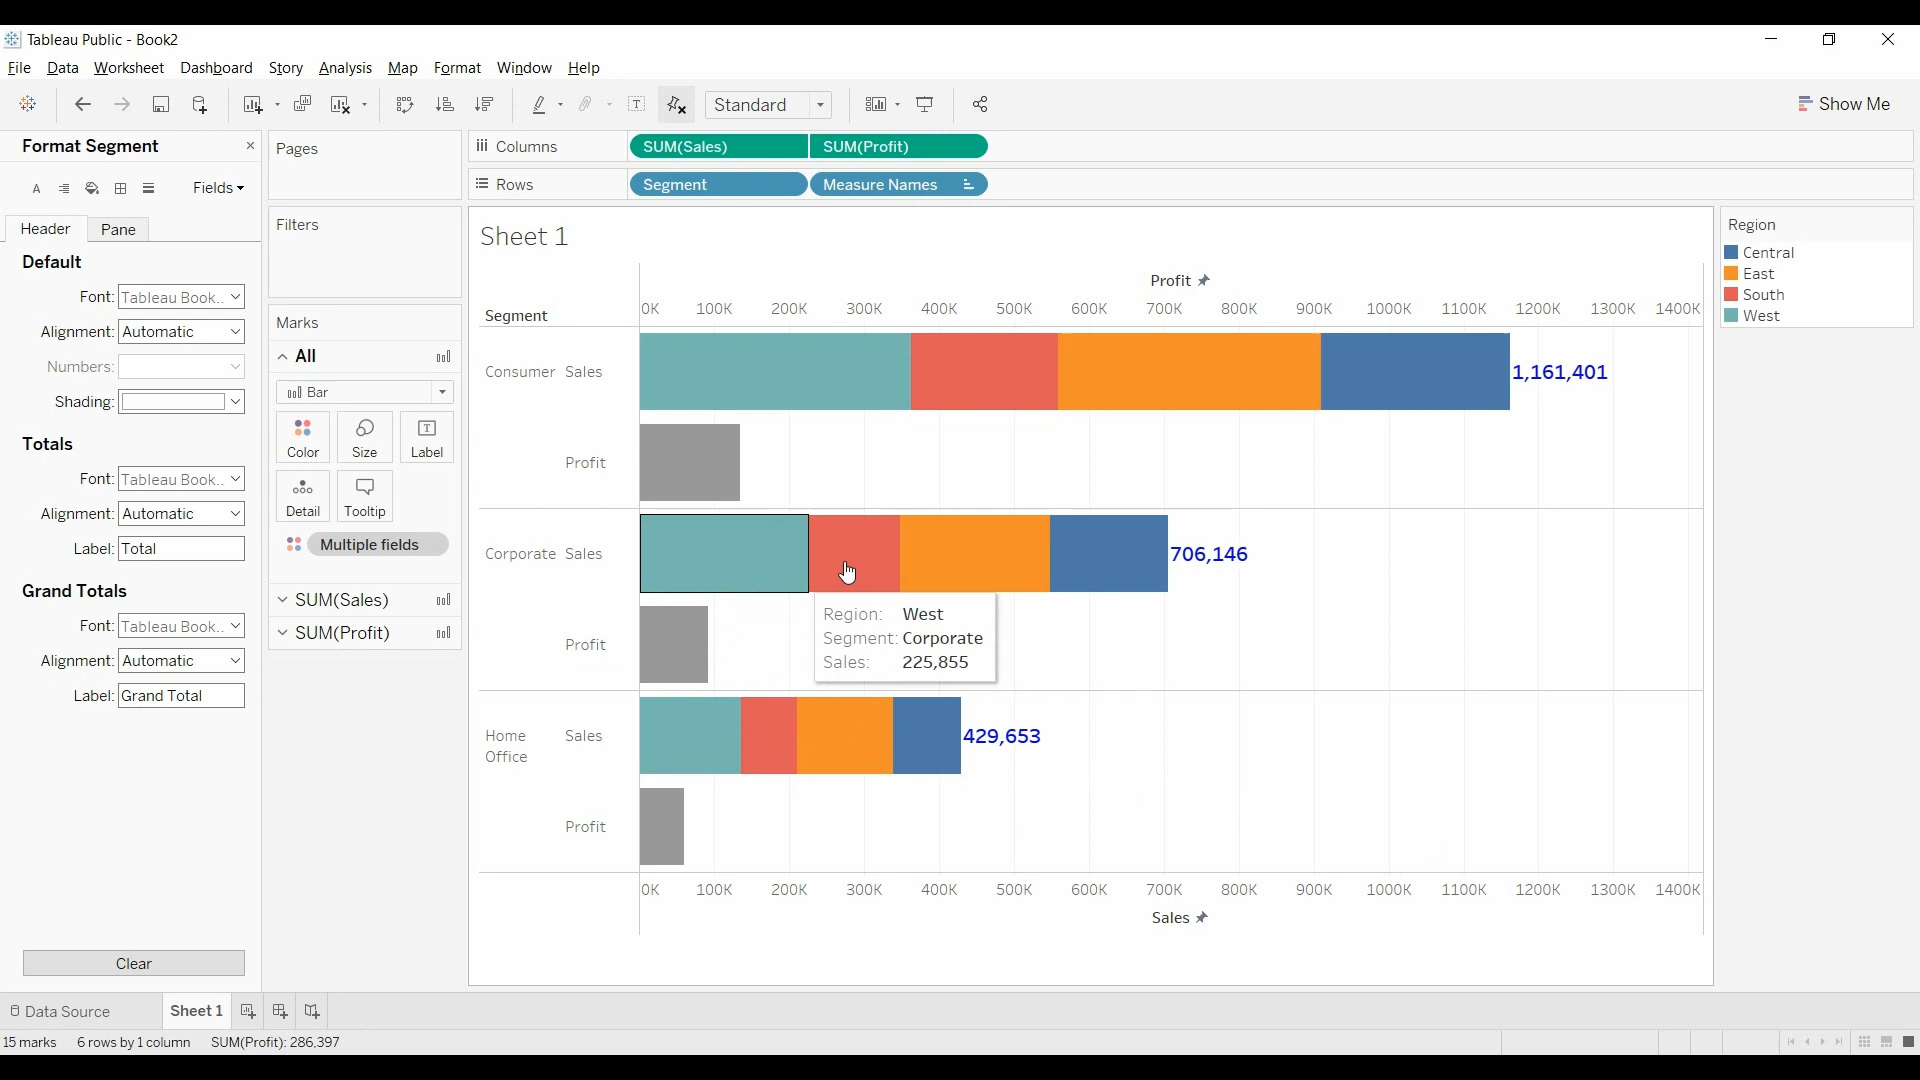 Tableau Public - Book2
File Data Worksheet Dashboard Story Analysis Map Format Window Help
Standard
Show Me
Format Segment
Fields
Header Pane
Default
Font: Tableau Book..
Alignment: Automatic
Numbers:
Shading:
Totals
Font: Tableau Book..
Alignment: Automatic
Label: Total
Grand Totals
Font: Tableau Book..
Alignment: Automatic
Label: Grand Total
Clear
Pages
Filters
Marks
All
Bar
Color Size Label
Detail Tooltip
Multiple fields
SUM(Sales)
SUM(Profit)
Columns SUM(Sales) SUM(Profit)
Rows Segment Measure Names
Sheet 1
Profit
Segment
0K 100K 200K 300K 400K 500K 600K 700K 800K 900K 1000K 1100K 1200K 1300K 1400K
Consumer Sales 1,161,401
Profit
Corporate Sales 706,146
Region: West
Segment: Corporate
Sales: 225,855
Profit
Home Office Sales 429,653
Profit
0K 100K 200K 300K 400K 500K 600K 700K 800K 900K 1000K 1100K 1200K 1300K 1400K
Sales
Region
Central
East
South
West
Data Source Sheet 1
15 marks 6 rows by 1 column SUM(Profit): 286,397